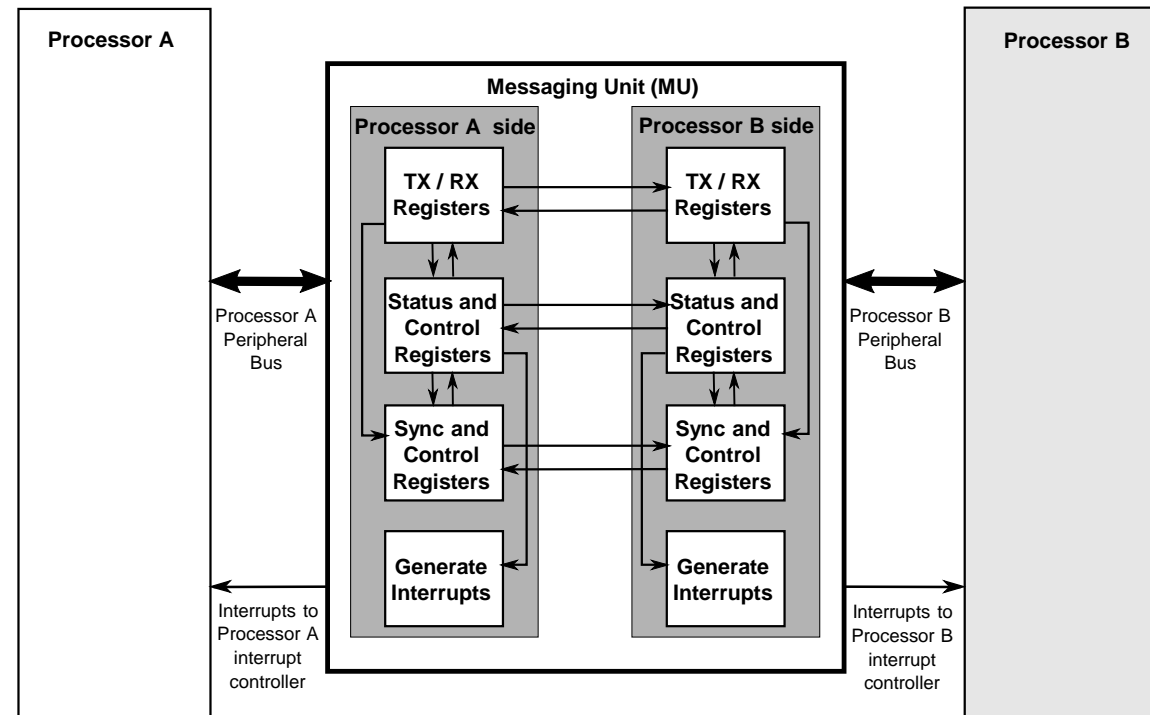 Processor A
Processor B
Messaging Unit (MU)
Processor A side
Processor B side
TX / RX
Registers
TX / RX
Registers
Status and
Control
Registers
Status and
Control
Registers
Processor A
Peripheral
Bus
Processor B
Peripheral
Bus
Sync and
Control
Registers
Sync and
Control
Registers
Generate
Interrupts
Generate
Interrupts
Interrupts to
Processor A
interrupt
controller
Interrupts to
Processor B
interrupt
controller